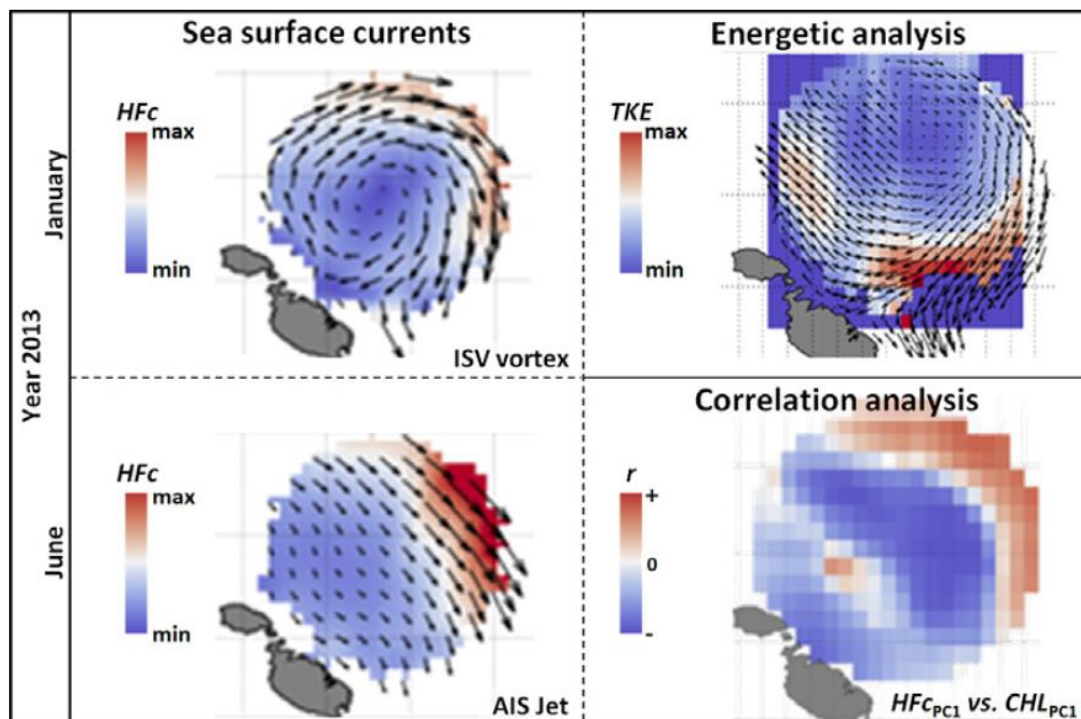 Year 2013
January
Sea surface currents
HFc
max
min
ISV vortex
Energetic analysis
TKE
max
min
June
HFc
max
min
AIS Jet
Correlation analysis
r
+
0
-
HFcPC1 vs. CHLPC1